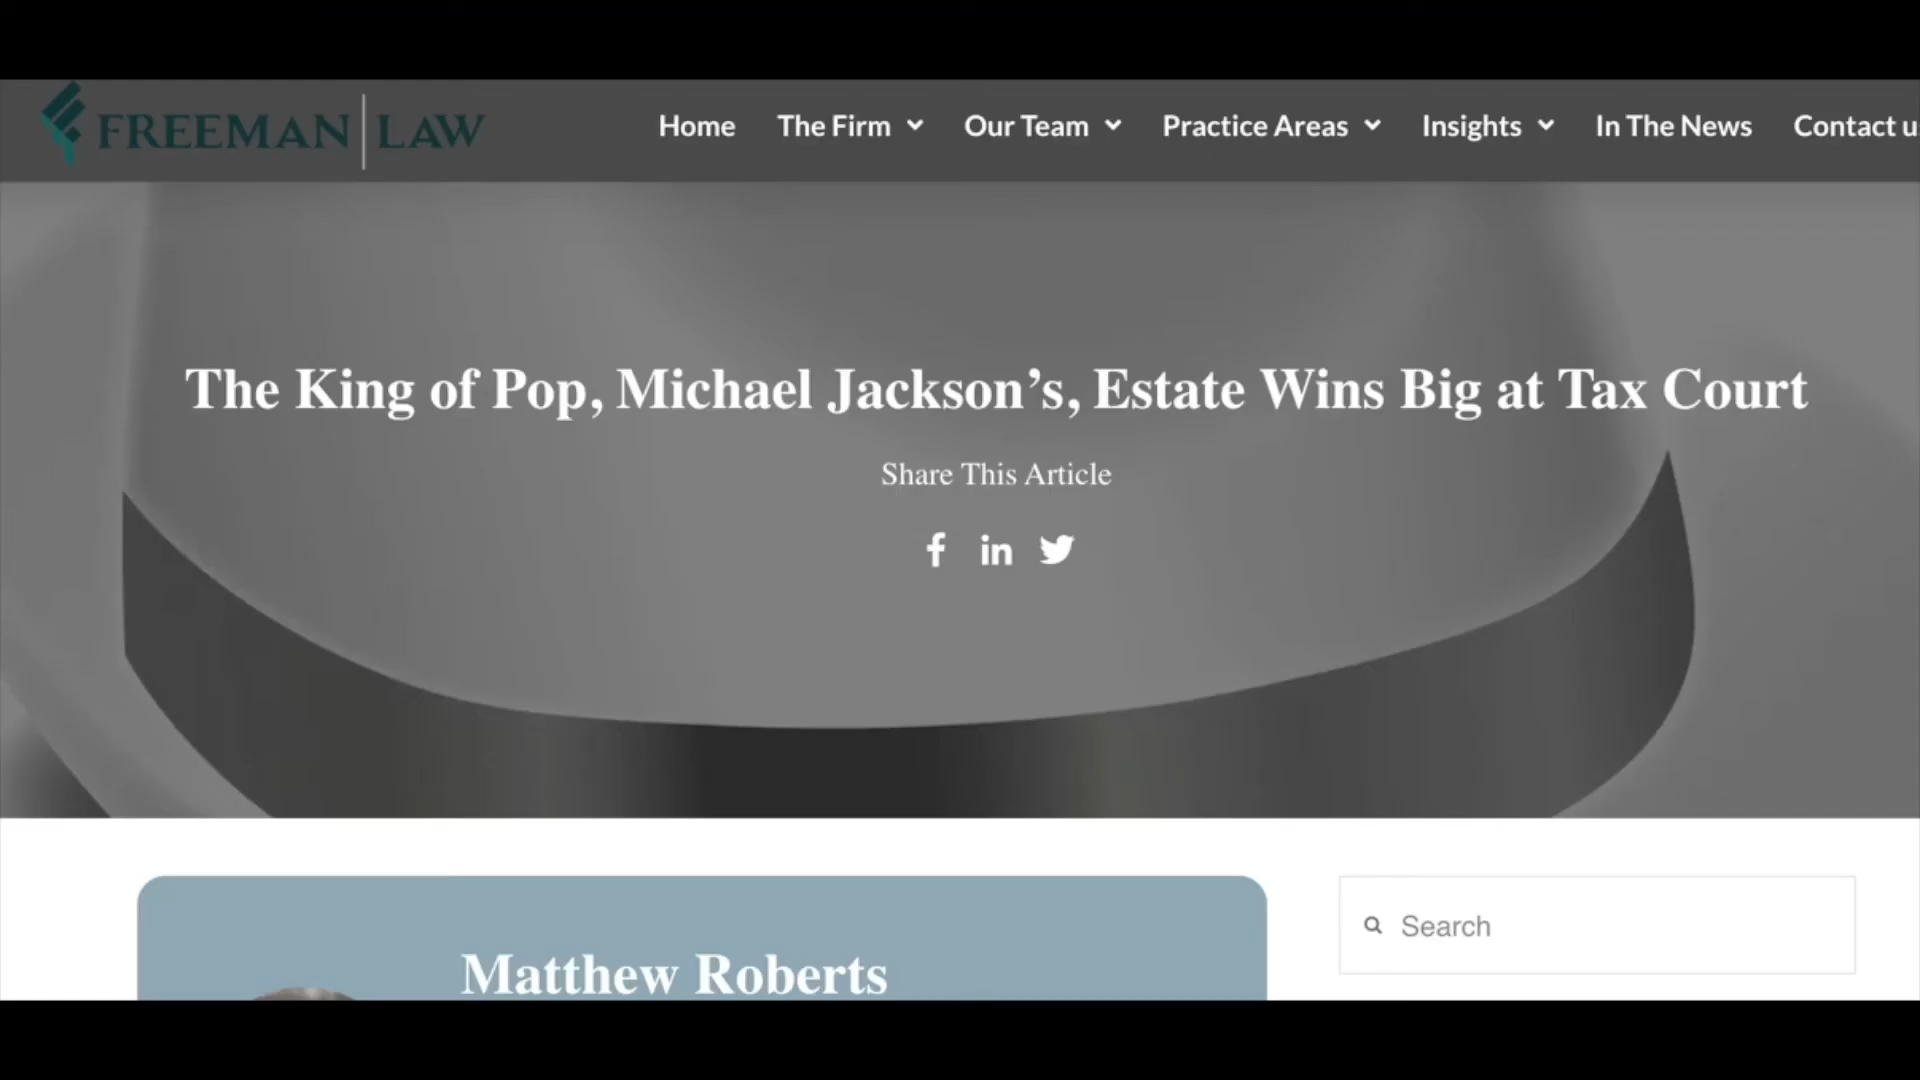 FREEMAN LAW
Home The Firm Our Team Practice Areas Insights In The News Contact u
The King of Pop, Michael Jackson’s, Estate Wins Big at Tax Court
Share This Article
Matthew Roberts
Search